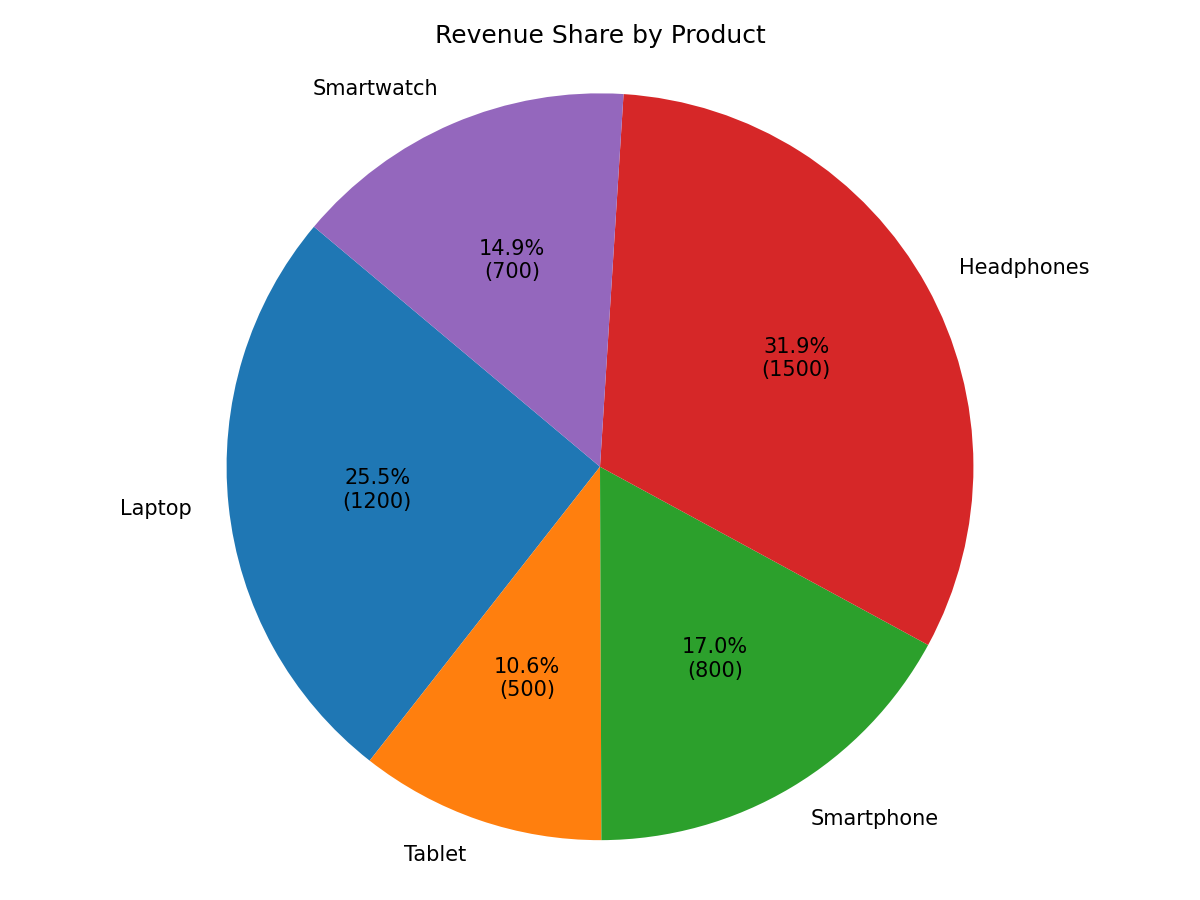 Revenue Share by Product
Smartwatch
14.9%
(700)
Headphones
31.9%
(1500)
25.5%
(1200)
Laptop
17.0%
(800)
10.6%
(500)
Smartphone
Tablet